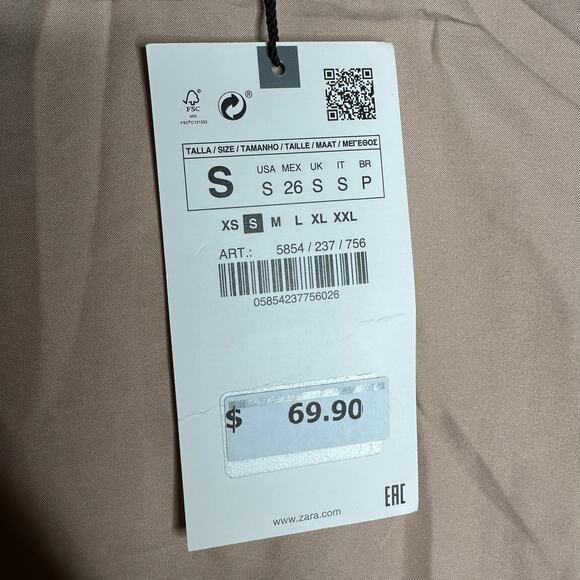 FSC
MIX
FSC® C121353
®
TALLA / SIZE / TAMANHO / TAILLE / MAAT / ΜΕΓΕΘΟΣ
S
USA MEX UK IT BR
S 26 S S P
XS S M L XL XXL
ART.: 5854 / 237 / 756
05854237756026
$ 69.90
EAC
www.zara.com